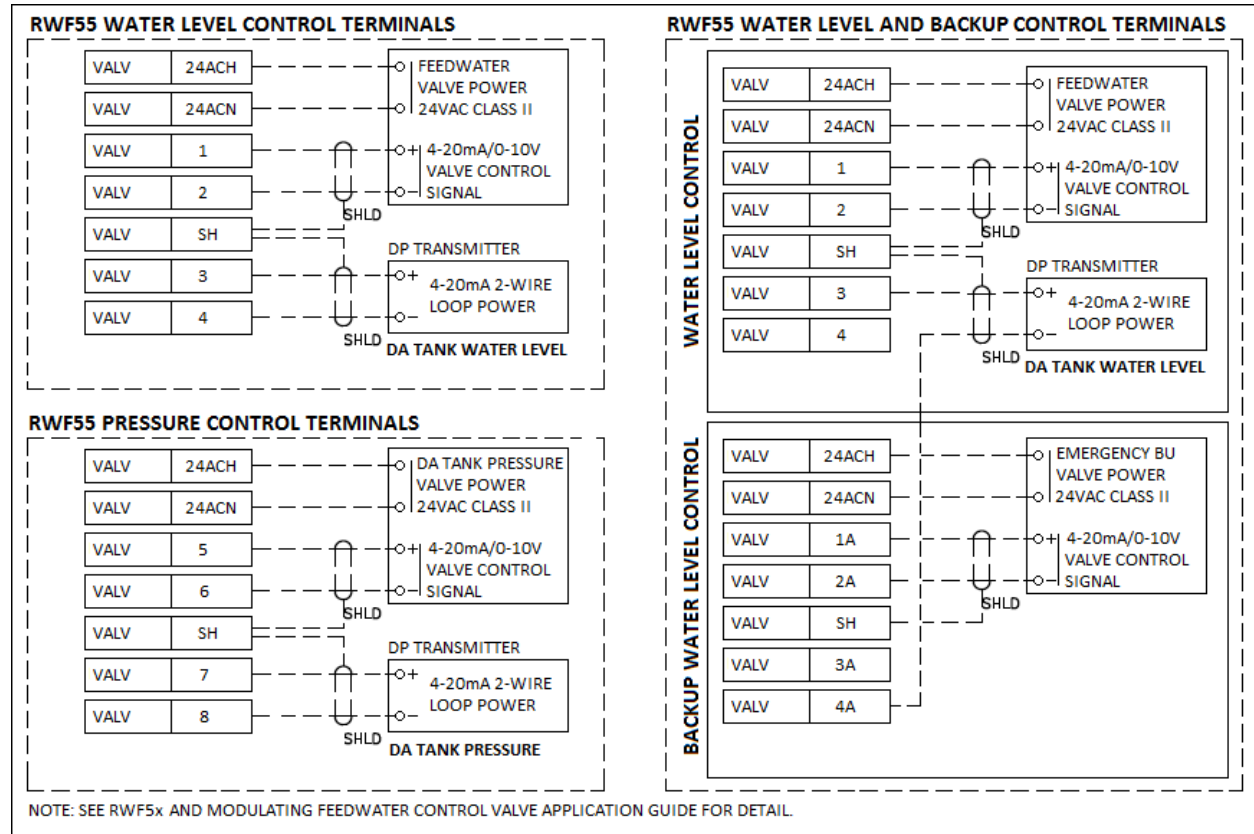 RWF55 WATER LEVEL CONTROL TERMINALS
VALV 24ACH
VALV 24ACN
VALV 1
VALV 2
VALV SH
VALV 3
VALV 4
FEEDWATER
VALVE POWER
24VAC CLASS II
+ 4-20mA/0-10V
VALVE CONTROL
- SIGNAL
SHLD
DP TRANSMITTER
+ 4-20mA 2-WIRE
- LOOP POWER
SHLD
DA TANK WATER LEVEL
RWF55 PRESSURE CONTROL TERMINALS
VALV 24ACH
VALV 24ACN
VALV 5
VALV 6
VALV SH
VALV 7
VALV 8
DA TANK PRESSURE
VALVE POWER
24VAC CLASS II
+ 4-20mA/0-10V
VALVE CONTROL
- SIGNAL
SHLD
DP TRANSMITTER
+ 4-20mA 2-WIRE
- LOOP POWER
SHLD
DA TANK PRESSURE
RWF55 WATER LEVEL AND BACKUP CONTROL TERMINALS
WATER LEVEL CONTROL
VALV 24ACH
VALV 24ACN
VALV 1
VALV 2
VALV SH
VALV 3
VALV 4
FEEDWATER
VALVE POWER
24VAC CLASS II
+ 4-20mA/0-10V
VALVE CONTROL
- SIGNAL
SHLD
DP TRANSMITTER
+ 4-20mA 2-WIRE
- LOOP POWER
SHLD
DA TANK WATER LEVEL
BACKUP WATER LEVEL CONTROL
VALV 24ACH
VALV 24ACN
VALV 1A
VALV 2A
VALV SH
VALV 3A
VALV 4A
EMERGENCY BU
VALVE POWER
24VAC CLASS II
+ 4-20mA/0-10V
VALVE CONTROL
- SIGNAL
SHLD
NOTE: SEE RWF5x AND MODULATING FEEDWATER CONTROL VALVE APPLICATION GUIDE FOR DETAIL.